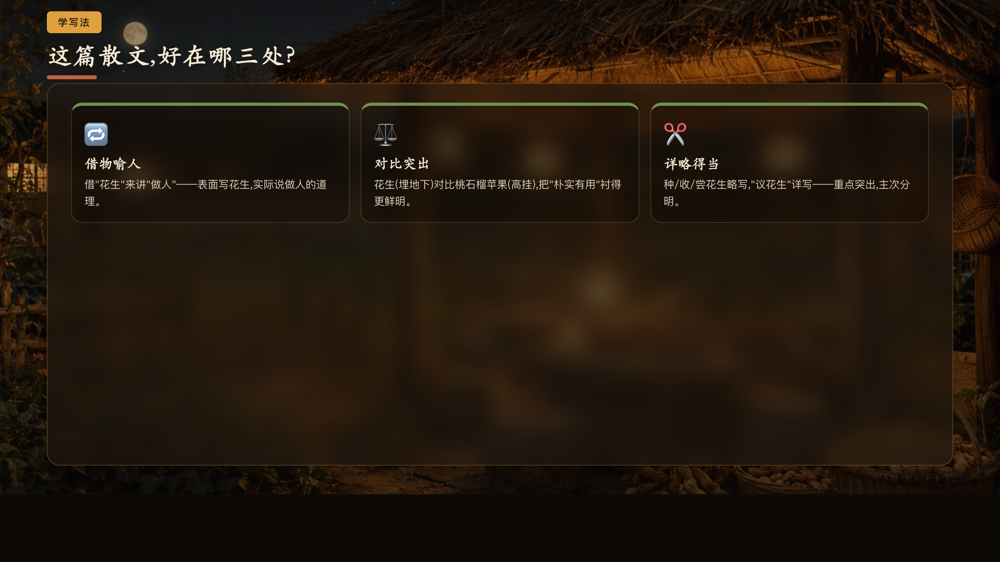 学写法
这篇散文,好在哪三处?
借物喻人
借"花生"来讲"做人"——表面写花生,实际说做人的道
理。
对比突出
花生(埋地下)对比桃石榴苹果(高挂),把"朴实有用"衬得
更鲜明。
详略得当
种/收/尝花生略写,"议花生"详写——重点突出,主次分
明。